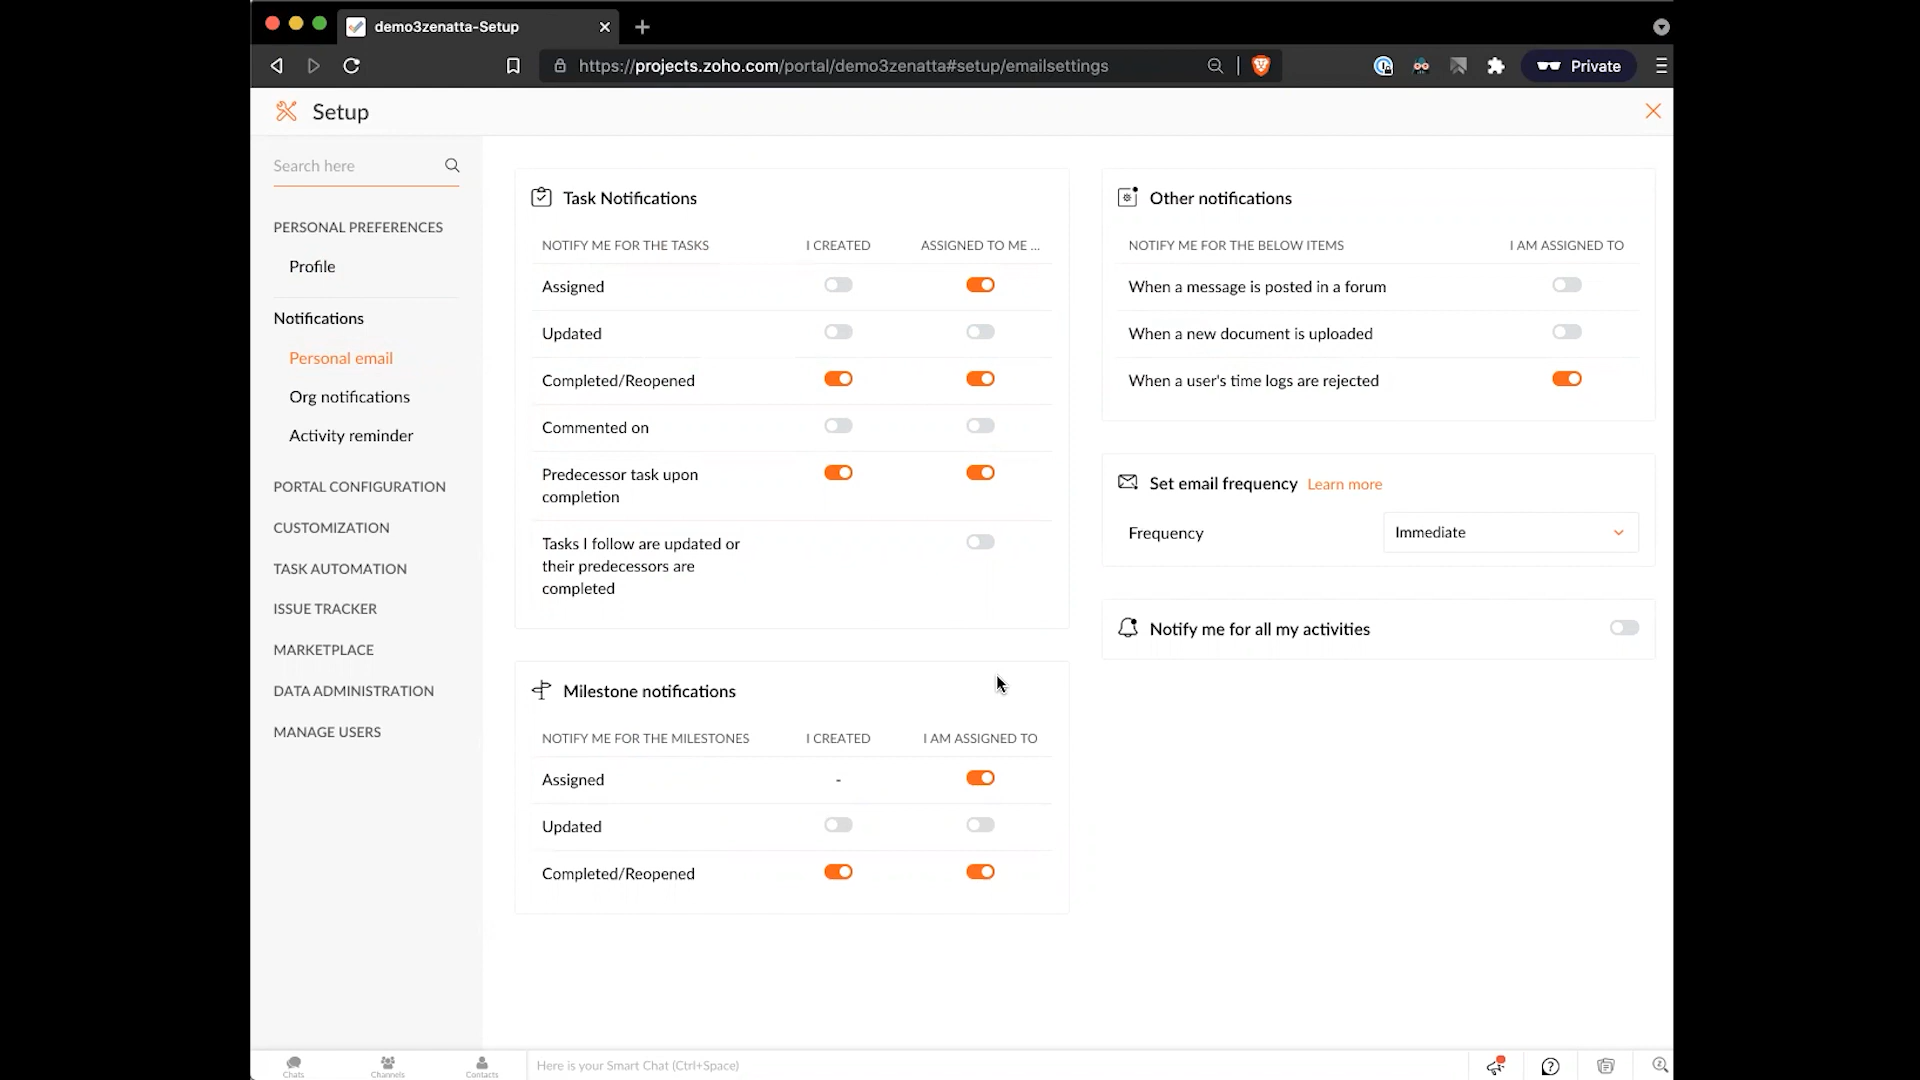 demo3zenatta-Setup
https://projects.zoho.com/portal/demo3zenatta#setup/emailsettings
Private
Setup
Search here
PERSONAL PREFERENCES
Profile
Notifications
Personal email
Org notifications
Activity reminder
PORTAL CONFIGURATION
CUSTOMIZATION
TASK AUTOMATION
ISSUE TRACKER
MARKETPLACE
DATA ADMINISTRATION
MANAGE USERS
Task Notifications
NOTIFY ME FOR THE TASKS I CREATED ASSIGNED TO ME ...
Assigned
Updated
Completed/Reopened
Commented on
Predecessor task upon
completion
Tasks I follow are updated or
their predecessors are
completed
Milestone notifications
NOTIFY ME FOR THE MILESTONES I CREATED I AM ASSIGNED TO
Assigned -
Updated
Completed/Reopened
Other notifications
NOTIFY ME FOR THE BELOW ITEMS I AM ASSIGNED TO
When a message is posted in a forum
When a new document is uploaded
When a user's time logs are rejected
Set email frequency Learn more
Frequency Immediate
Notify me for all my activities
Chats Channels Contacts Here is your Smart Chat (Ctrl+Space)